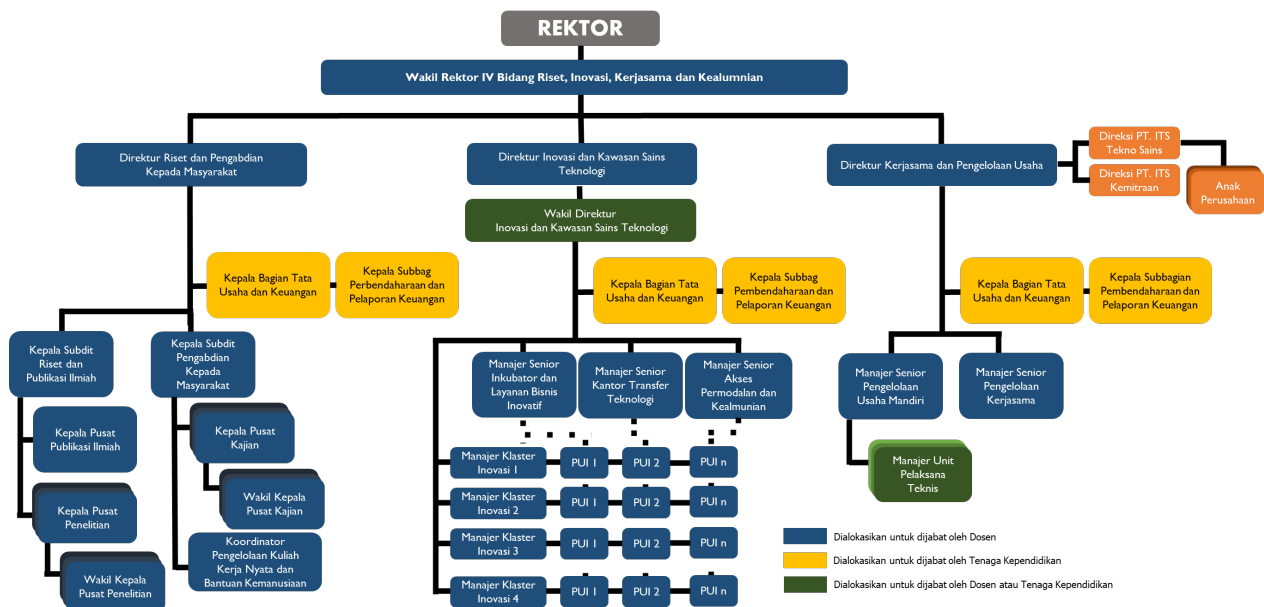 REKTOR
Wakil Rektor IV Bidang Riset, Inovasi, Kerjasama dan Kealumnian
Direktur Riset dan Pengabdian
Kepada Masyarakat
Direktur Inovasi dan Kawasan Sains
Teknologi
Direktur Kerjasama dan Pengelolaan Usaha
Direksi PT. ITS
Tekno Sains
Direksi PT. ITS
Kemitraan
Anak
Perusahaan
Wakil Direktur
Inovasi dan Kawasan Sains Teknologi
Kepala Bagian Tata
Usaha dan Keuangan
Kepala Subbag
Perbendaharaan dan
Pelaporan Keuangan
Kepala Bagian Tata
Usaha dan Keuangan
Kepala Subbag
Pembendaharaan dan
Pelaporan Keuangan
Kepala Bagian Tata
Usaha dan Keuangan
Kepala Subbagian
Pembendaharaan dan
Pelaporan Keuangan
Kepala Subdit
Riset dan
Publikasi Ilmiah
Kepala Subdit
Pengabdian
Kepada
Masyarakat
Manajer Senior
Inkubator dan
Layanan Bisnis
Inovatif
Manajer Senior
Kantor Transfer
Teknologi
Manajer Senior
Akses
Permodalan dan
Kealmunian
Manajer Senior
Pengelolaan
Usaha Mandiri
Manajer Senior
Pengelolaan
Kerjasama
Kepala Pusat
Publikasi Ilmiah
Kepala Pusat
Kajian
Kepala Pusat
Penelitian
Wakil Kepala
Pusat Kajian
Wakil Kepala
Pusat Penelitian
Koordinator
Pengelolaan Kuliah
Kerja Nyata dan
Bantuan Kemanusiaan
Manajer Klaster
Inovasi 1
PUI 1
PUI 2
PUI n
Manajer Klaster
Inovasi 2
PUI 1
PUI 2
PUI n
Manajer Klaster
Inovasi 3
PUI 1
PUI 2
PUI n
Manajer Klaster
Inovasi 4
PUI 1
PUI 2
PUI n
Manajer Unit
Pelaksana
Teknis
Dialokasikan untuk dijabat oleh Dosen
Dialokasikan untuk dijabat oleh Tenaga Kependidikan
Dialokasikan untuk dijabat oleh Dosen atau Tenaga Kependidikan